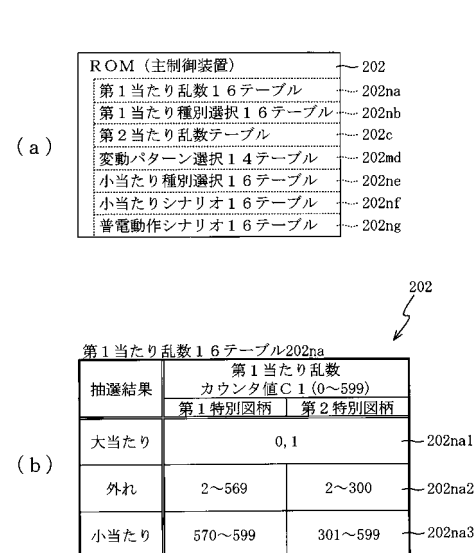 (a)
ROM(主制御装置) 202
第1当たり乱数16テーブル 202na
第1当たり種別選択16テーブル 202nb
第2当たり乱数テーブル 202c
変動パターン選択14テーブル 202md
小当たり種別選択16テーブル 202ne
小当たりシナリオ16テーブル 202nf
普電動作シナリオ16テーブル 202ng
202
(b)
第1当たり乱数16テーブル202na
抽選結果 第1当たり乱数
カウンタ値C1(0~599)
第1特別図柄 第2特別図柄
大当たり 0,1 202na1
外れ 2~569 2~300 202na2
小当たり 570~599 301~599 202na3